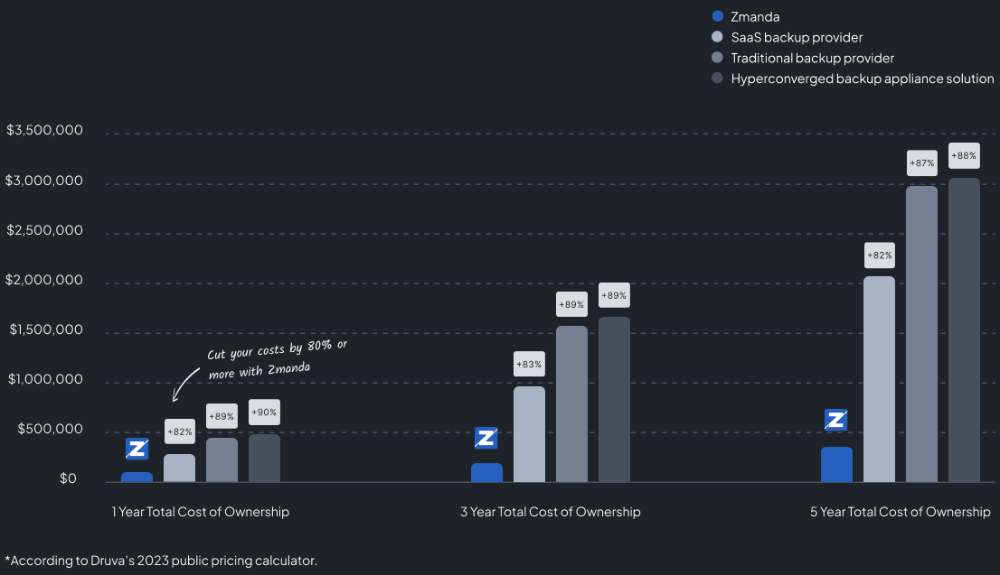 Zmanda
SaaS backup provider
Traditional backup provider
Hyperconverged backup appliance solution
$3,500,000
$3,000,000
$2,500,000
$2,000,000
$1,500,000
$1,000,000
$500,000
$0
Cut your costs by 80% or
more with Zmanda
Z
+82%
+89%
+90%
Z
+83%
+89%
+89%
Z
+82%
+87%
+88%
1 Year Total Cost of Ownership
3 Year Total Cost of Ownership
5 Year Total Cost of Ownership
*According to Druva's 2023 public pricing calculator.